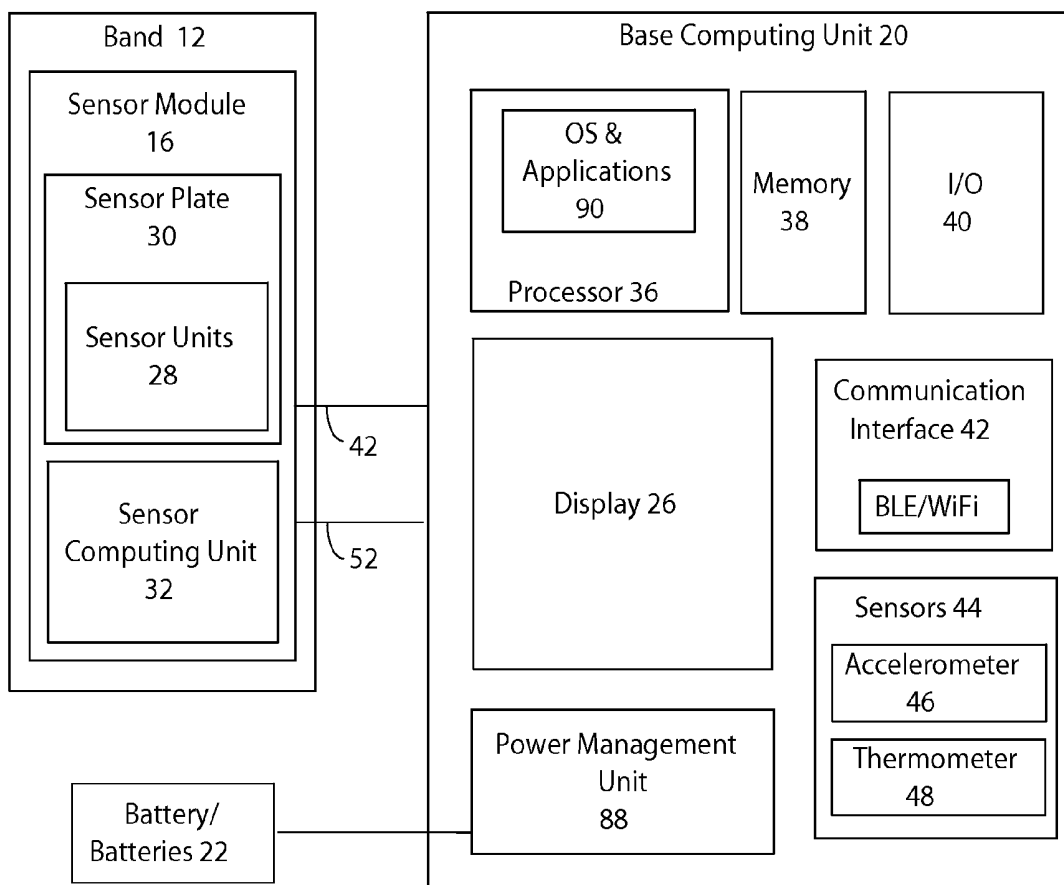 Band 12
Sensor Module
16
Sensor Plate
30
Sensor Units
28
Sensor
Computing Unit
32
42
52
Battery/
Batteries 22
Base Computing Unit 20
OS &
Applications
90
Processor 36
Memory
38
I/O
40
Display 26
Communication
Interface 42
BLE/WiFi
Sensors 44
Accelerometer
46
Thermometer
48
Power Management
Unit
88